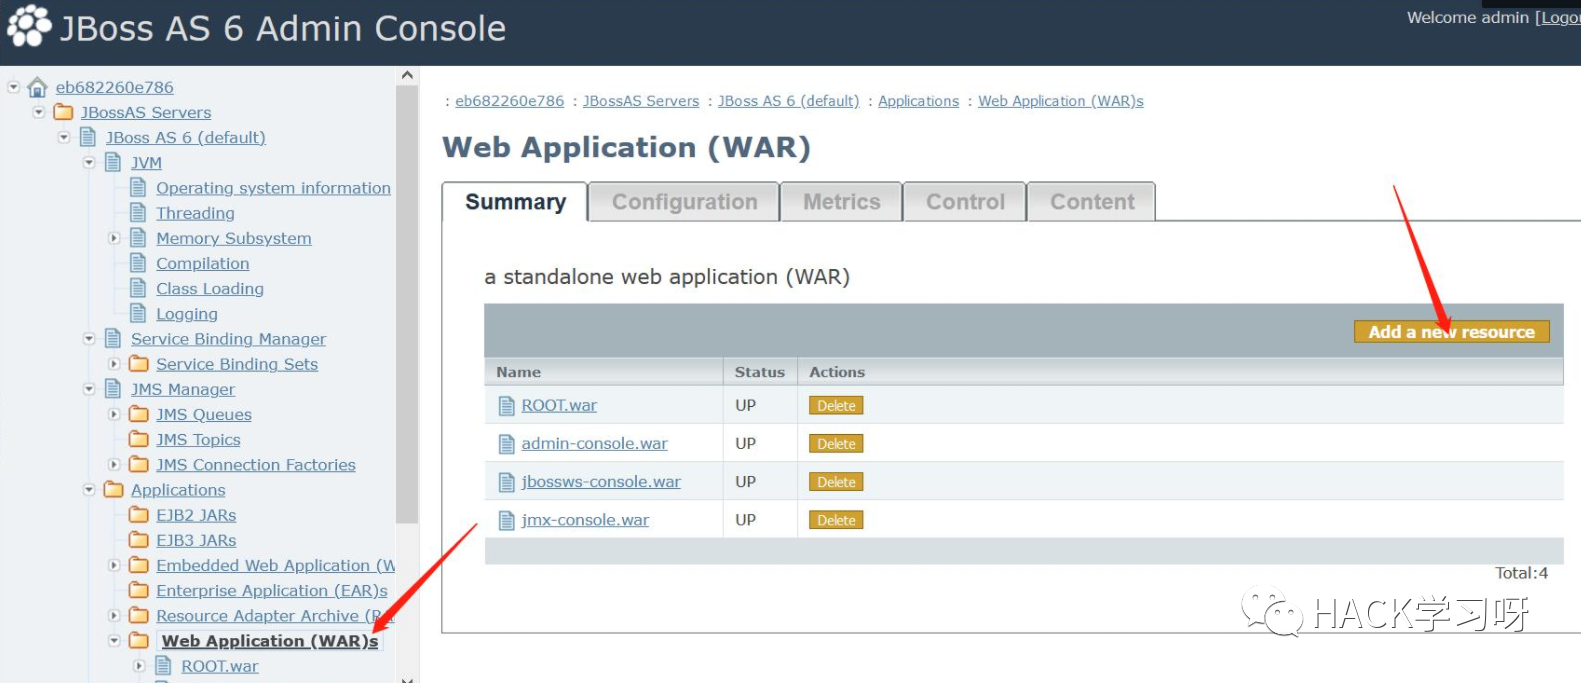 JBoss AS 6 Admin Console
Welcome admin [Logou
eb682260e786
JBossAS Servers
JBoss AS 6 (default)
JVM
Operating system information
Threading
Memory Subsystem
Compilation
Class Loading
Logging
Service Binding Manager
Service Binding Sets
JMS Manager
JMS Queues
JMS Topics
JMS Connection Factories
Applications
EJB2 JARs
EJB3 JARs
Embedded Web Application (W
Enterprise Application (EAR)s
Resource Adapter Archive (RA
Web Application (WAR)s
ROOT.war
: eb682260e786 : JBossAS Servers : JBoss AS 6 (default) : Applications : Web Application (WAR)s
Web Application (WAR)
Summary Configuration Metrics Control Content
a standalone web application (WAR)
Add a new resource
Name Status Actions
ROOT.war UP Delete
admin-console.war UP Delete
jbossws-console.war UP Delete
jmx-console.war UP Delete
Total:4
HACK学习呀